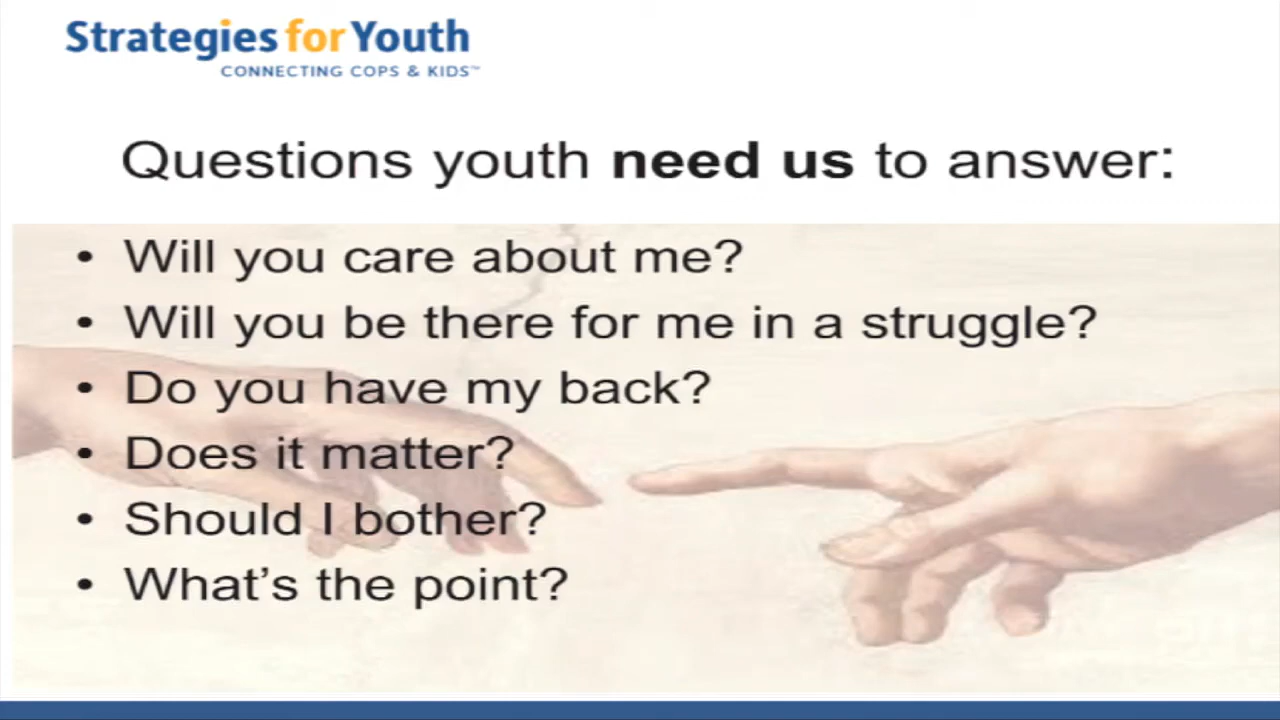 Strategies for Youth
CONNECTING COPS & KIDS™
Questions youth need us to answer:
• Will you care about me?
• Will you be there for me in a struggle?
• Do you have my back?
• Does it matter?
• Should I bother?
• What’s the point?